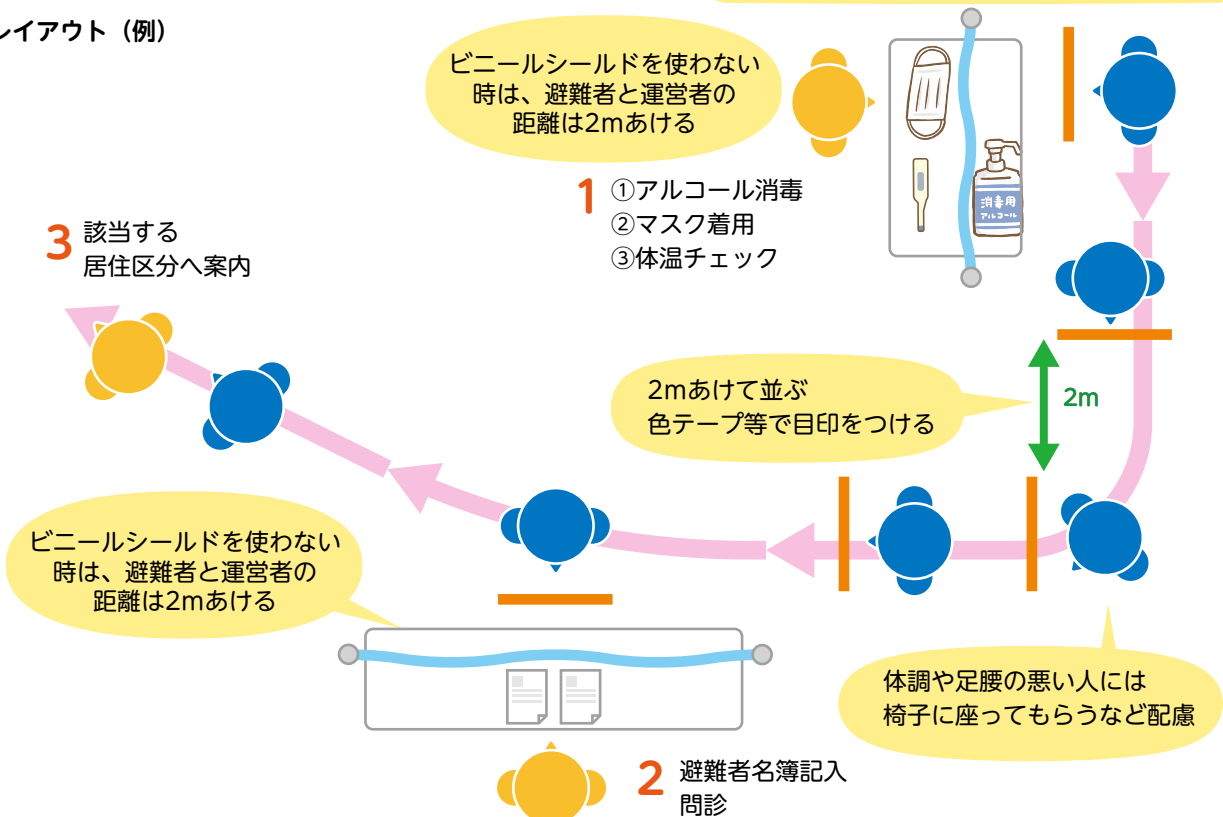 レイアウト（例）
ビニールシールドを使わない
時は、避難者と運営者の
距離は2mあける
1 ①アルコール消毒
②マスク着用
③体温チェック
消毒用
アルコール
3 該当する
居住区分へ案内
2mあけて並ぶ
色テープ等で目印をつける
2m
ビニールシールドを使わない
時は、避難者と運営者の
距離は2mあける
体調や足腰の悪い人には
椅子に座ってもらうなど配慮
2 避難者名簿記入
問診